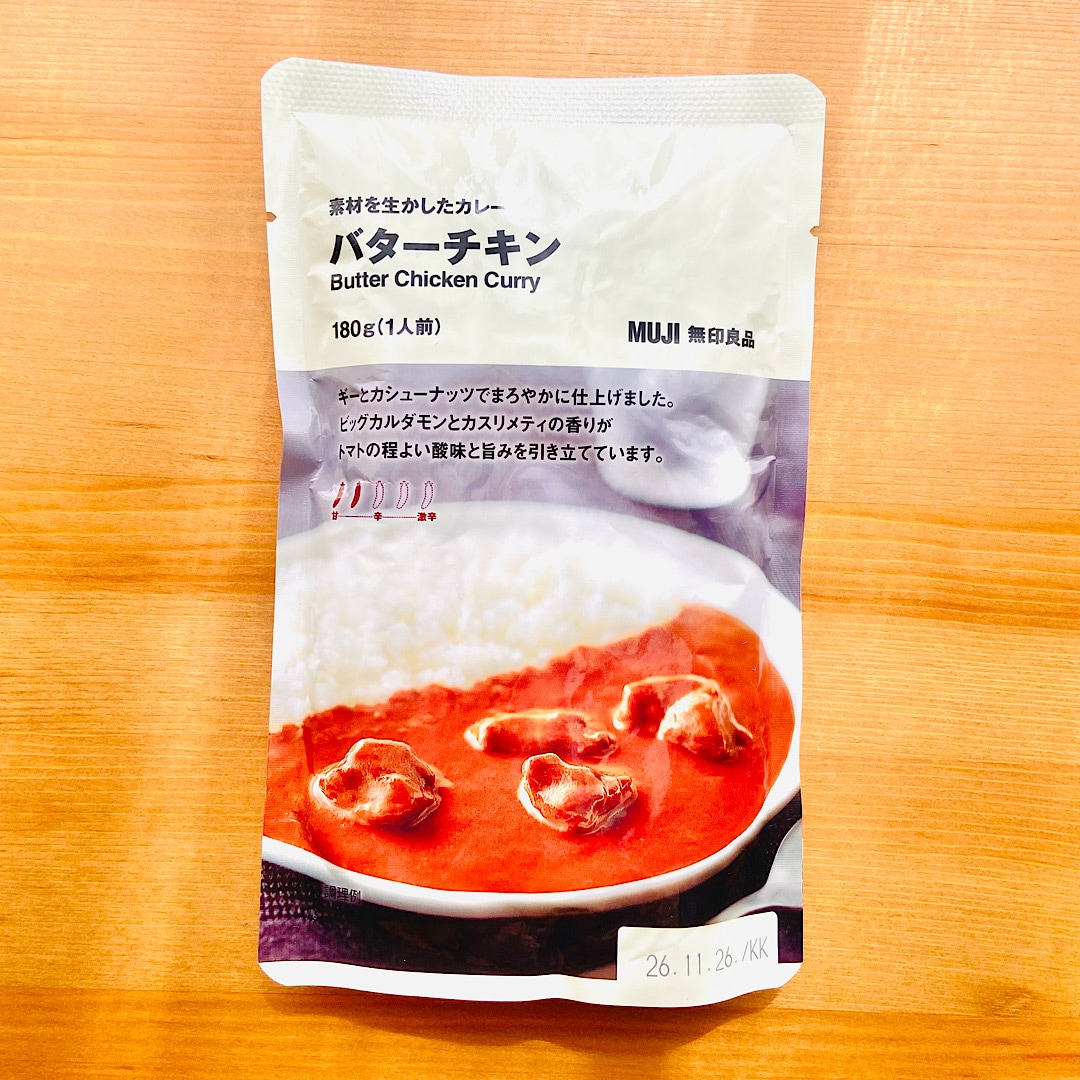 素材を生かしたカレー
バターチキン
Butter Chicken Curry
180g(1人前)
MUJI 無印良品
ギーとカシューナッツでまろやかに仕上げました。
ビッグカルダモンとカスリメティの香りが
トマトの程よい酸味と旨みを引き立てています。
甘 辛 激辛
調理例
26.11.26./KK